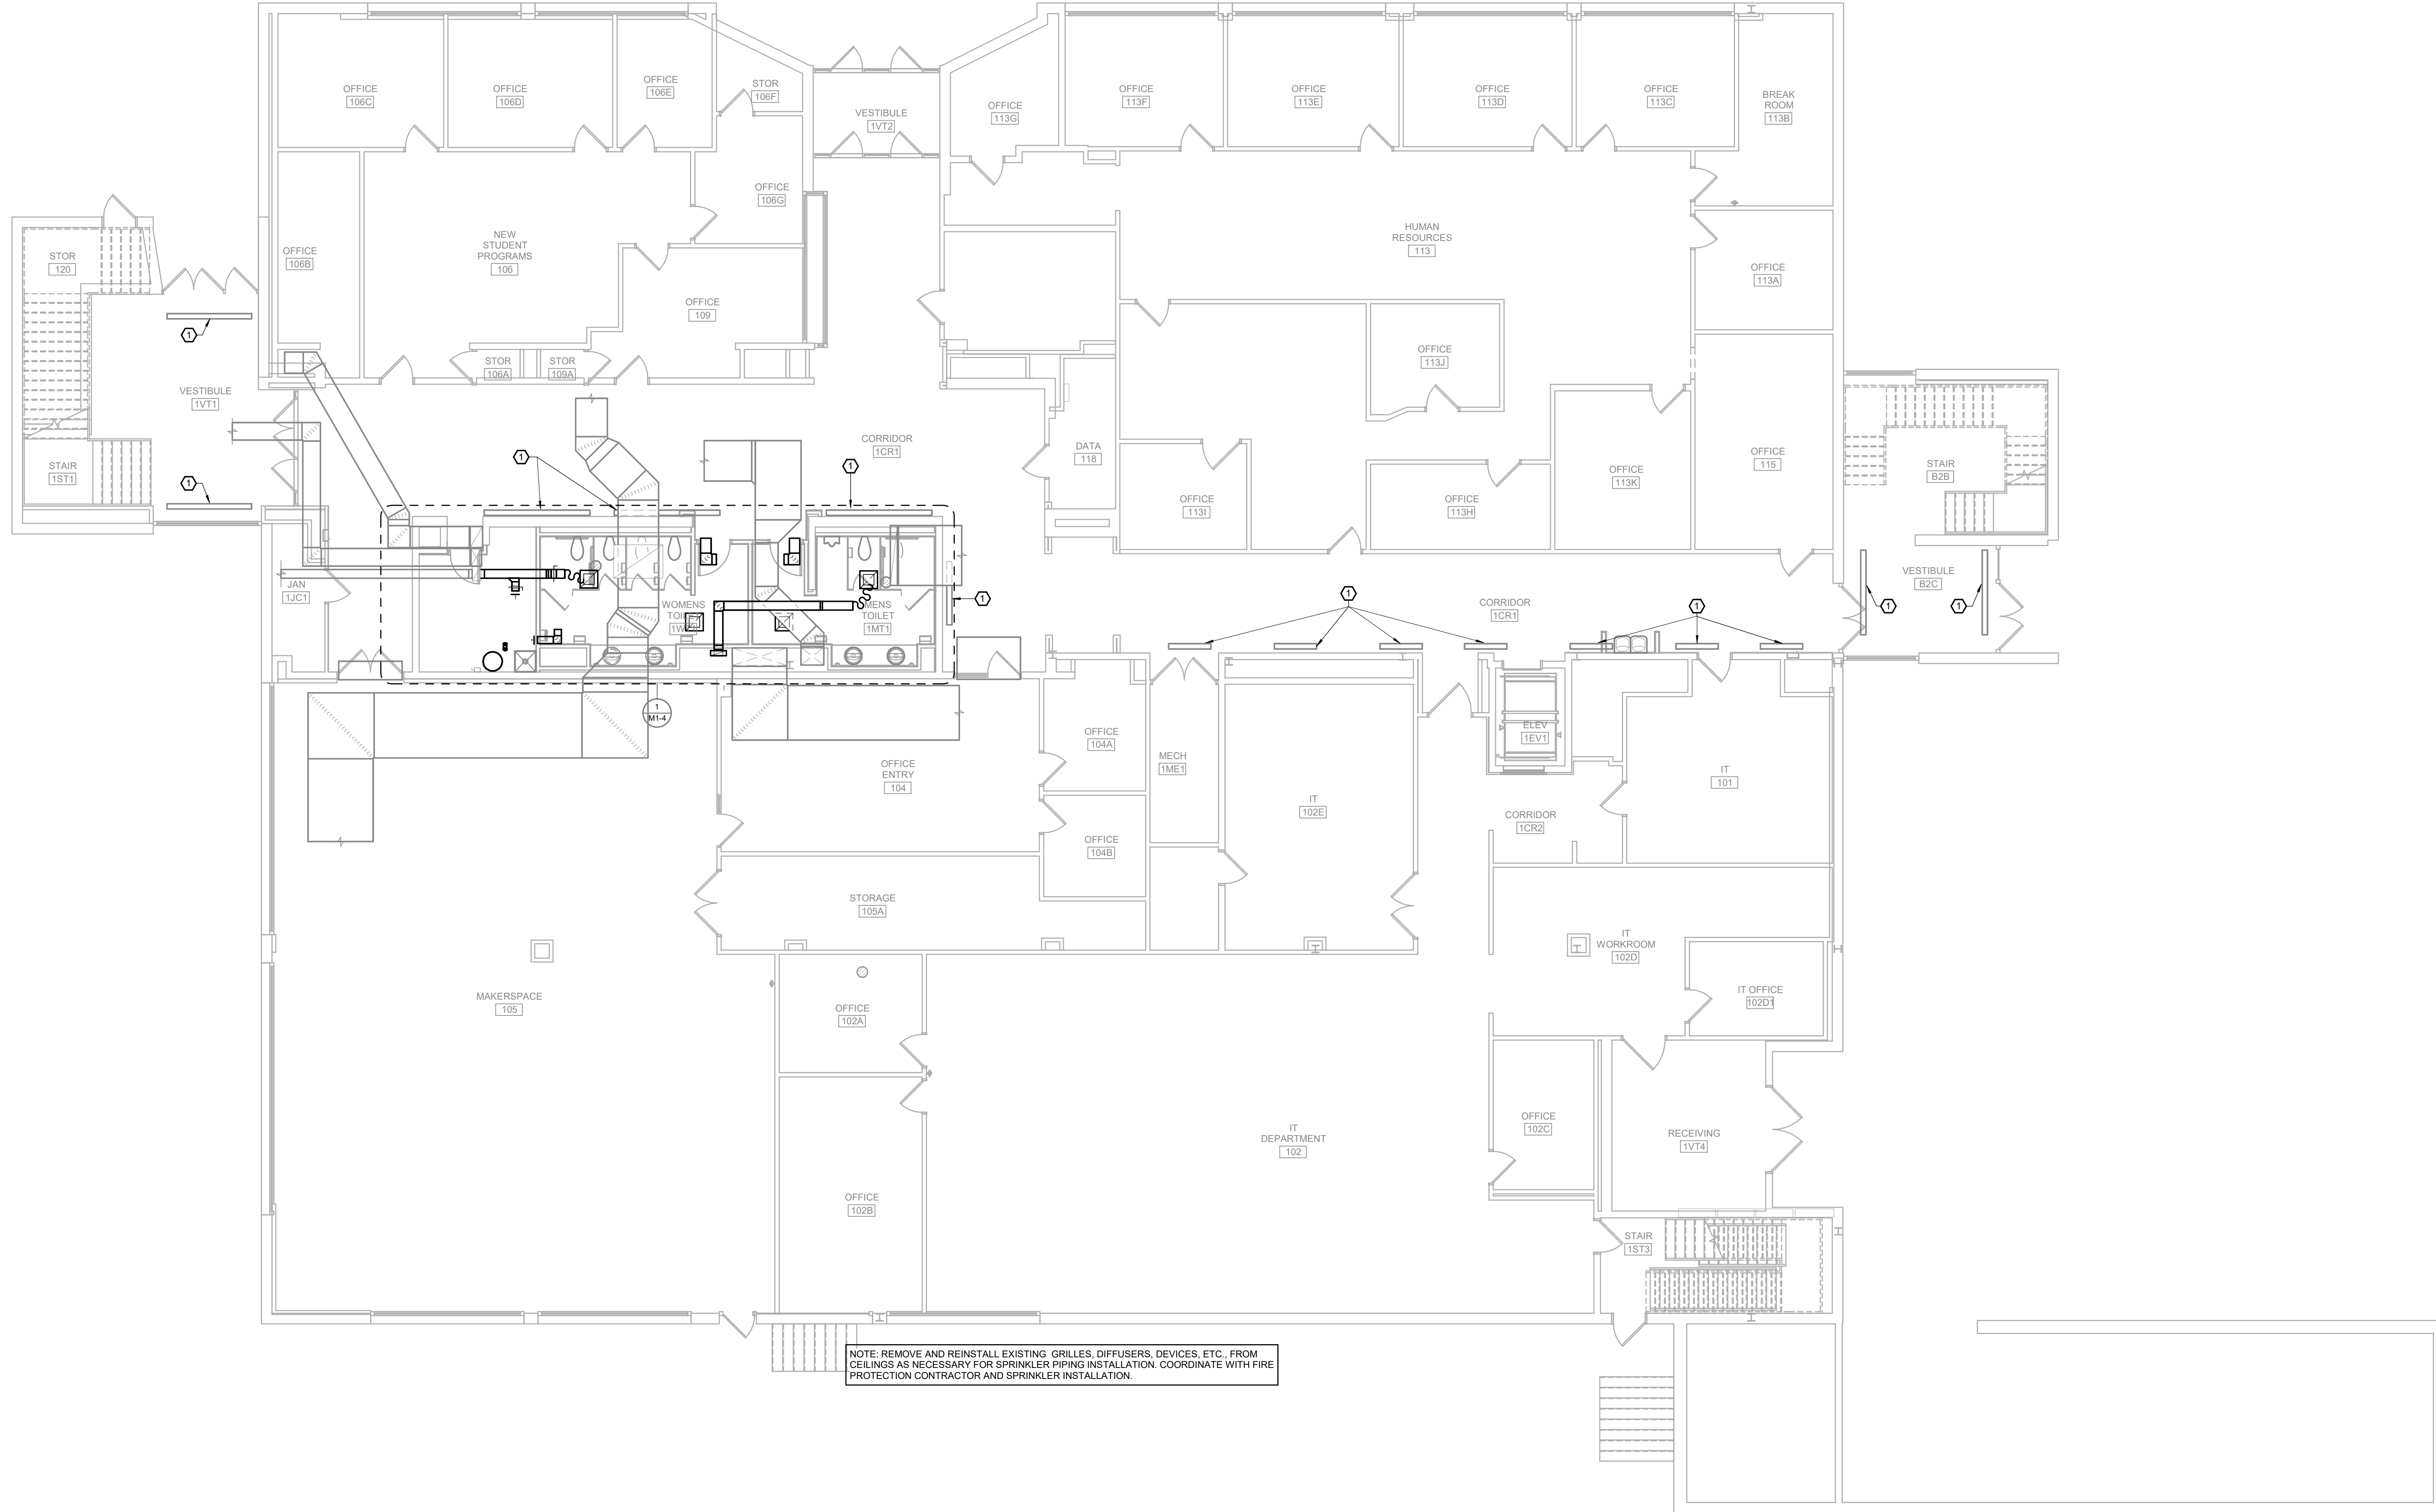 OFFICE
106C
OFFICE
106D
OFFICE
106E
STOR
106F
VESTIBULE
1VT2
OFFICE
113G
OFFICE
113F
OFFICE
113E
OFFICE
113D
OFFICE
113C
BREAK
ROOM
113B
OFFICE
106G
OFFICE
106B
NEW
STUDENT
PROGRAMS
106
STOR
120
OFFICE
109
HUMAN
RESOURCES
113
OFFICE
113A
1
VESTIBULE
1VT1
STOR
106A
STOR
109A
OFFICE
113J
CORRIDOR
1CR1
DATA
118
STAIR
1ST1
1
1
1
OFFICE
113I
OFFICE
113H
OFFICE
113K
OFFICE
115
STAIR
B2B
VESTIBULE
B2C
1
1
JAN
1JC1
WOMENS
TOILET
MENS
TOILET
1MT1
1
1
CORRIDOR
1CR1
1
1
M1-4
OFFICE
104A
OFFICE
ENTRY
104
MECH
1ME1
ELEV
1EV1
IT
101
IT
102E
CORRIDOR
1CR2
OFFICE
104B
STORAGE
105A
IT
WORKROOM
102D
MAKERSPACE
105
OFFICE
102A
IT OFFICE
102D1
IT
DEPARTMENT
102
OFFICE
102C
RECEIVING
1VT4
OFFICE
102B
STAIR
1ST3
NOTE: REMOVE AND REINSTALL EXISTING GRILLES, DIFFUSERS, DEVICES, ETC., FROM
CEILINGS AS NECESSARY FOR SPRINKLER PIPING INSTALLATION. COORDINATE WITH FIRE
PROTECTION CONTRACTOR AND SPRINKLER INSTALLATION.